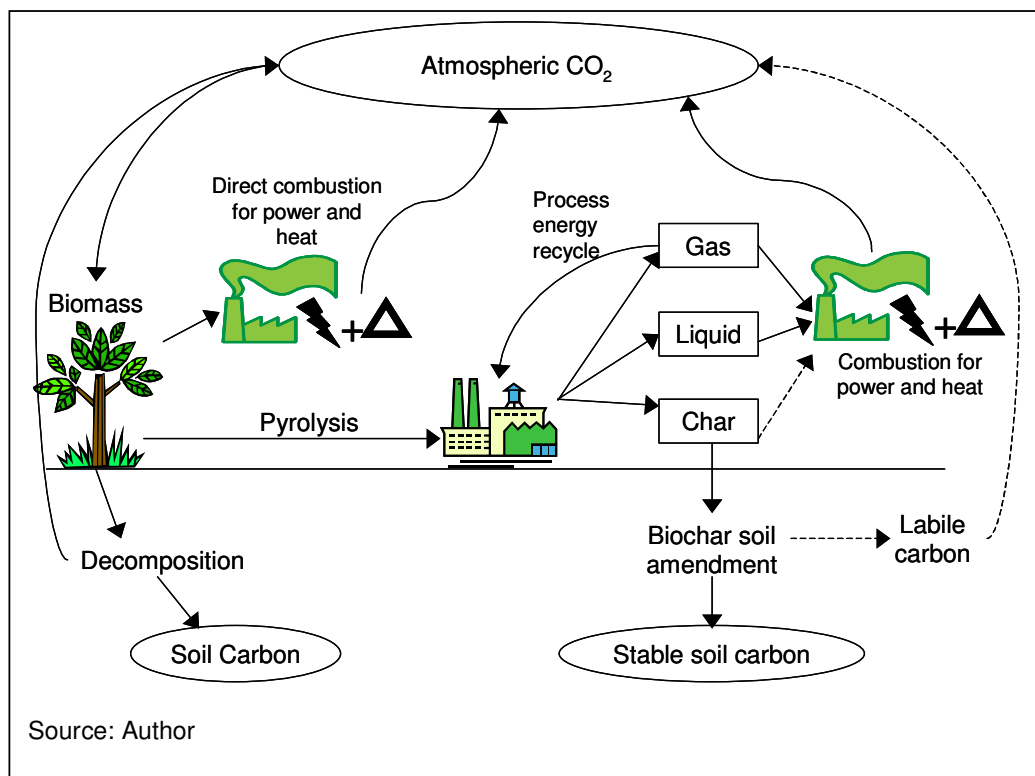 Atmospheric CO₂
Direct combustion
for power and
heat
Process
energy
recycle
Gas
Biomass
+
+
Liquid
Combustion for
power and heat
Char
Pyrolysis
Decomposition
Biochar soil
amendment
Labile
carbon
Soil Carbon
Stable soil carbon
Source: Author